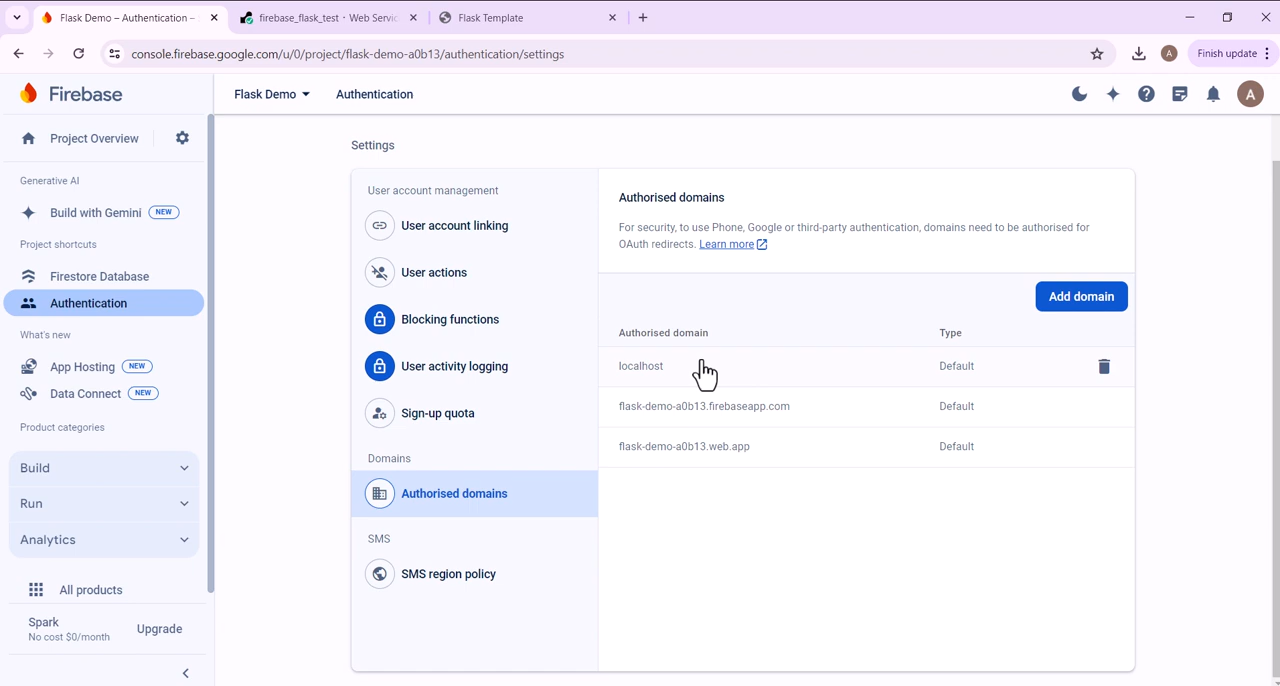 Flask Demo – Authentication –
firebase_flask_test · Web Servic
Flask Template
console.firebase.google.com/u/0/project/flask-demo-a0b13/authentication/settings
A
Finish update
Firebase
Flask Demo
Authentication
A
Project Overview
Generative AI
Build with Gemini NEW
Project shortcuts
Firestore Database
Authentication
What's new
App Hosting NEW
Data Connect NEW
Product categories
Build
Run
Analytics
All products
Spark
No cost $0/month
Upgrade
Settings
User account management
User account linking
User actions
Blocking functions
User activity logging
Sign-up quota
Domains
Authorised domains
SMS
SMS region policy
Authorised domains
For security, to use Phone, Google or third-party authentication, domains need to be authorised for
OAuth redirects. Learn more
Add domain
Authorised domain Type
localhost Default
flask-demo-a0b13.firebaseapp.com Default
flask-demo-a0b13.web.app Default